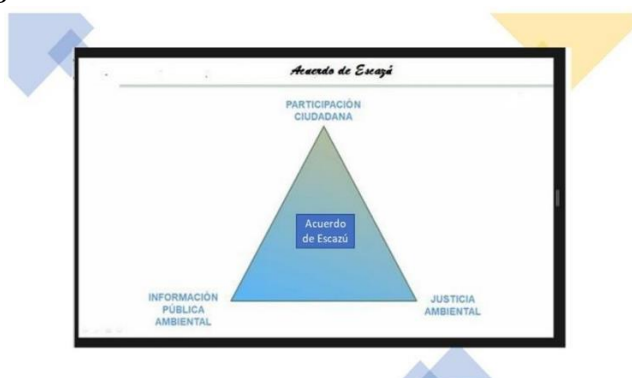 Acuerdo de Escazú
PARTICIPACIÓN
CIUDADANA
Acuerdo
de Escazú
INFORMACIÓN
PÚBLICA
AMBIENTAL
JUSTICIA
AMBIENTAL